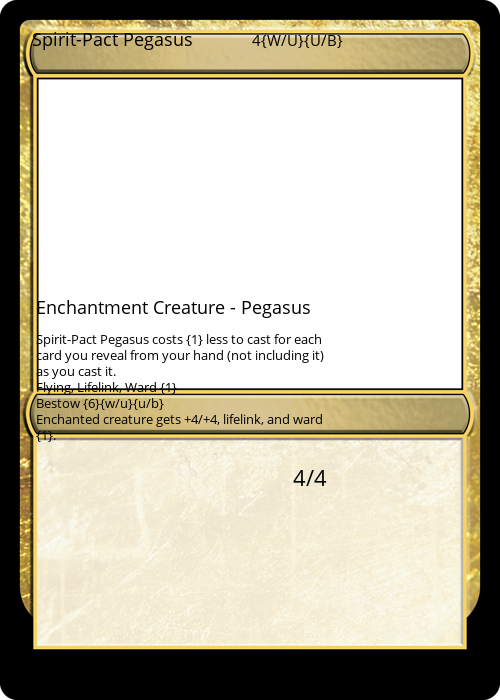 Spirit-Pact Pegasus 4{W/U}{U/B}
Enchantment Creature - Pegasus
Spirit-Pact Pegasus costs {1} less to cast for each
card you reveal from your hand (not including it)
as you cast it.
Flying, Lifelink, Ward {1}
Bestow {6}{w/u}{u/b}
Enchanted creature gets +4/+4, lifelink, and ward
{1}.
4/4